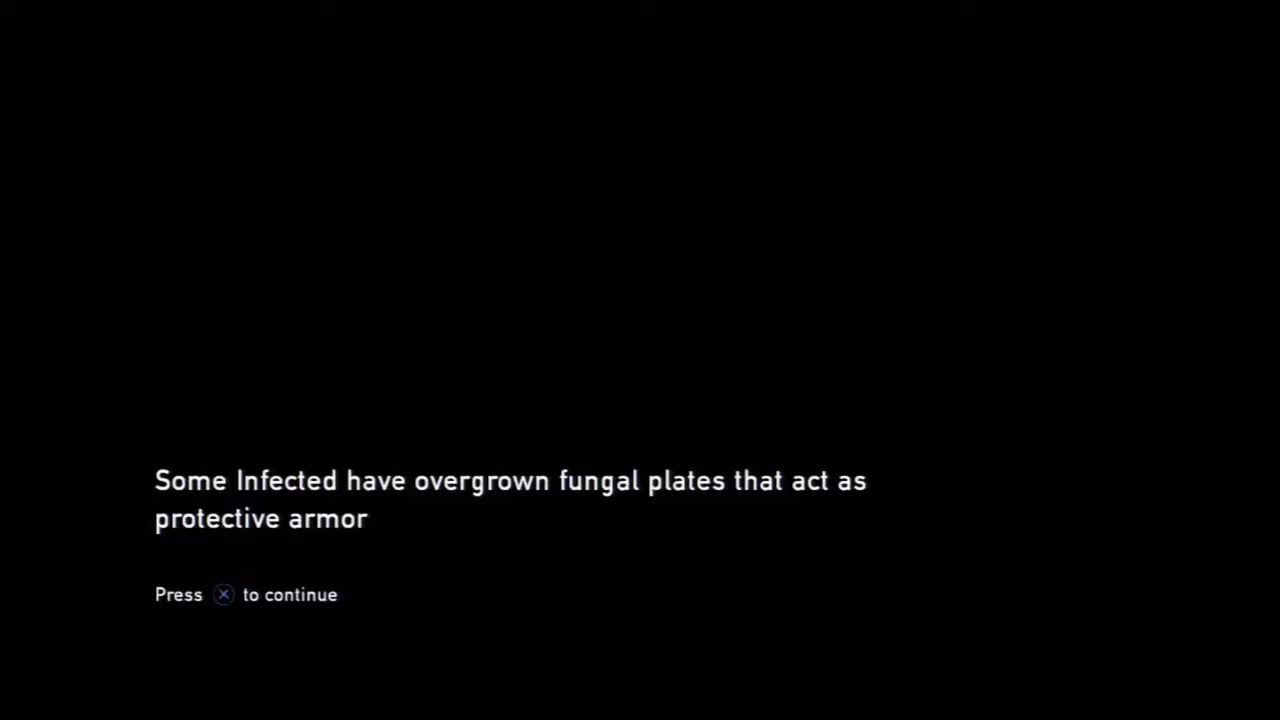 Some Infected have overgrown fungal plates that act as
protective armor
Press ⓧ to continue